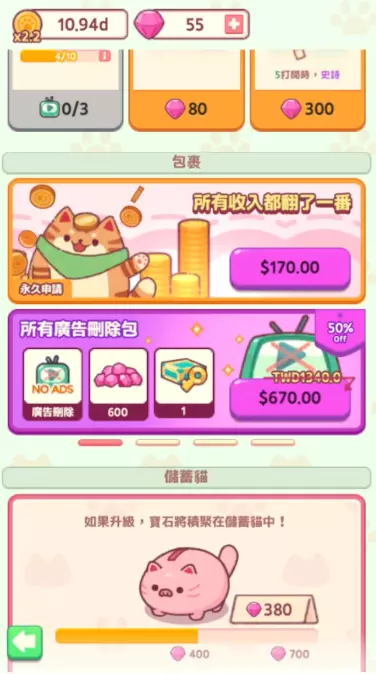 10.94d
x2.2
55
4/10
5打開時，史詩
0/3
80
300
包裹
所有收入都翻了一番
$170.00
永久申請
所有廣告刪除包
50%
OFF
NO ADS
TWD1340.0
$670.00
廣告刪除
600
1
儲蓄貓
如果升級，寶石將積聚在儲蓄貓中！
380
400
700